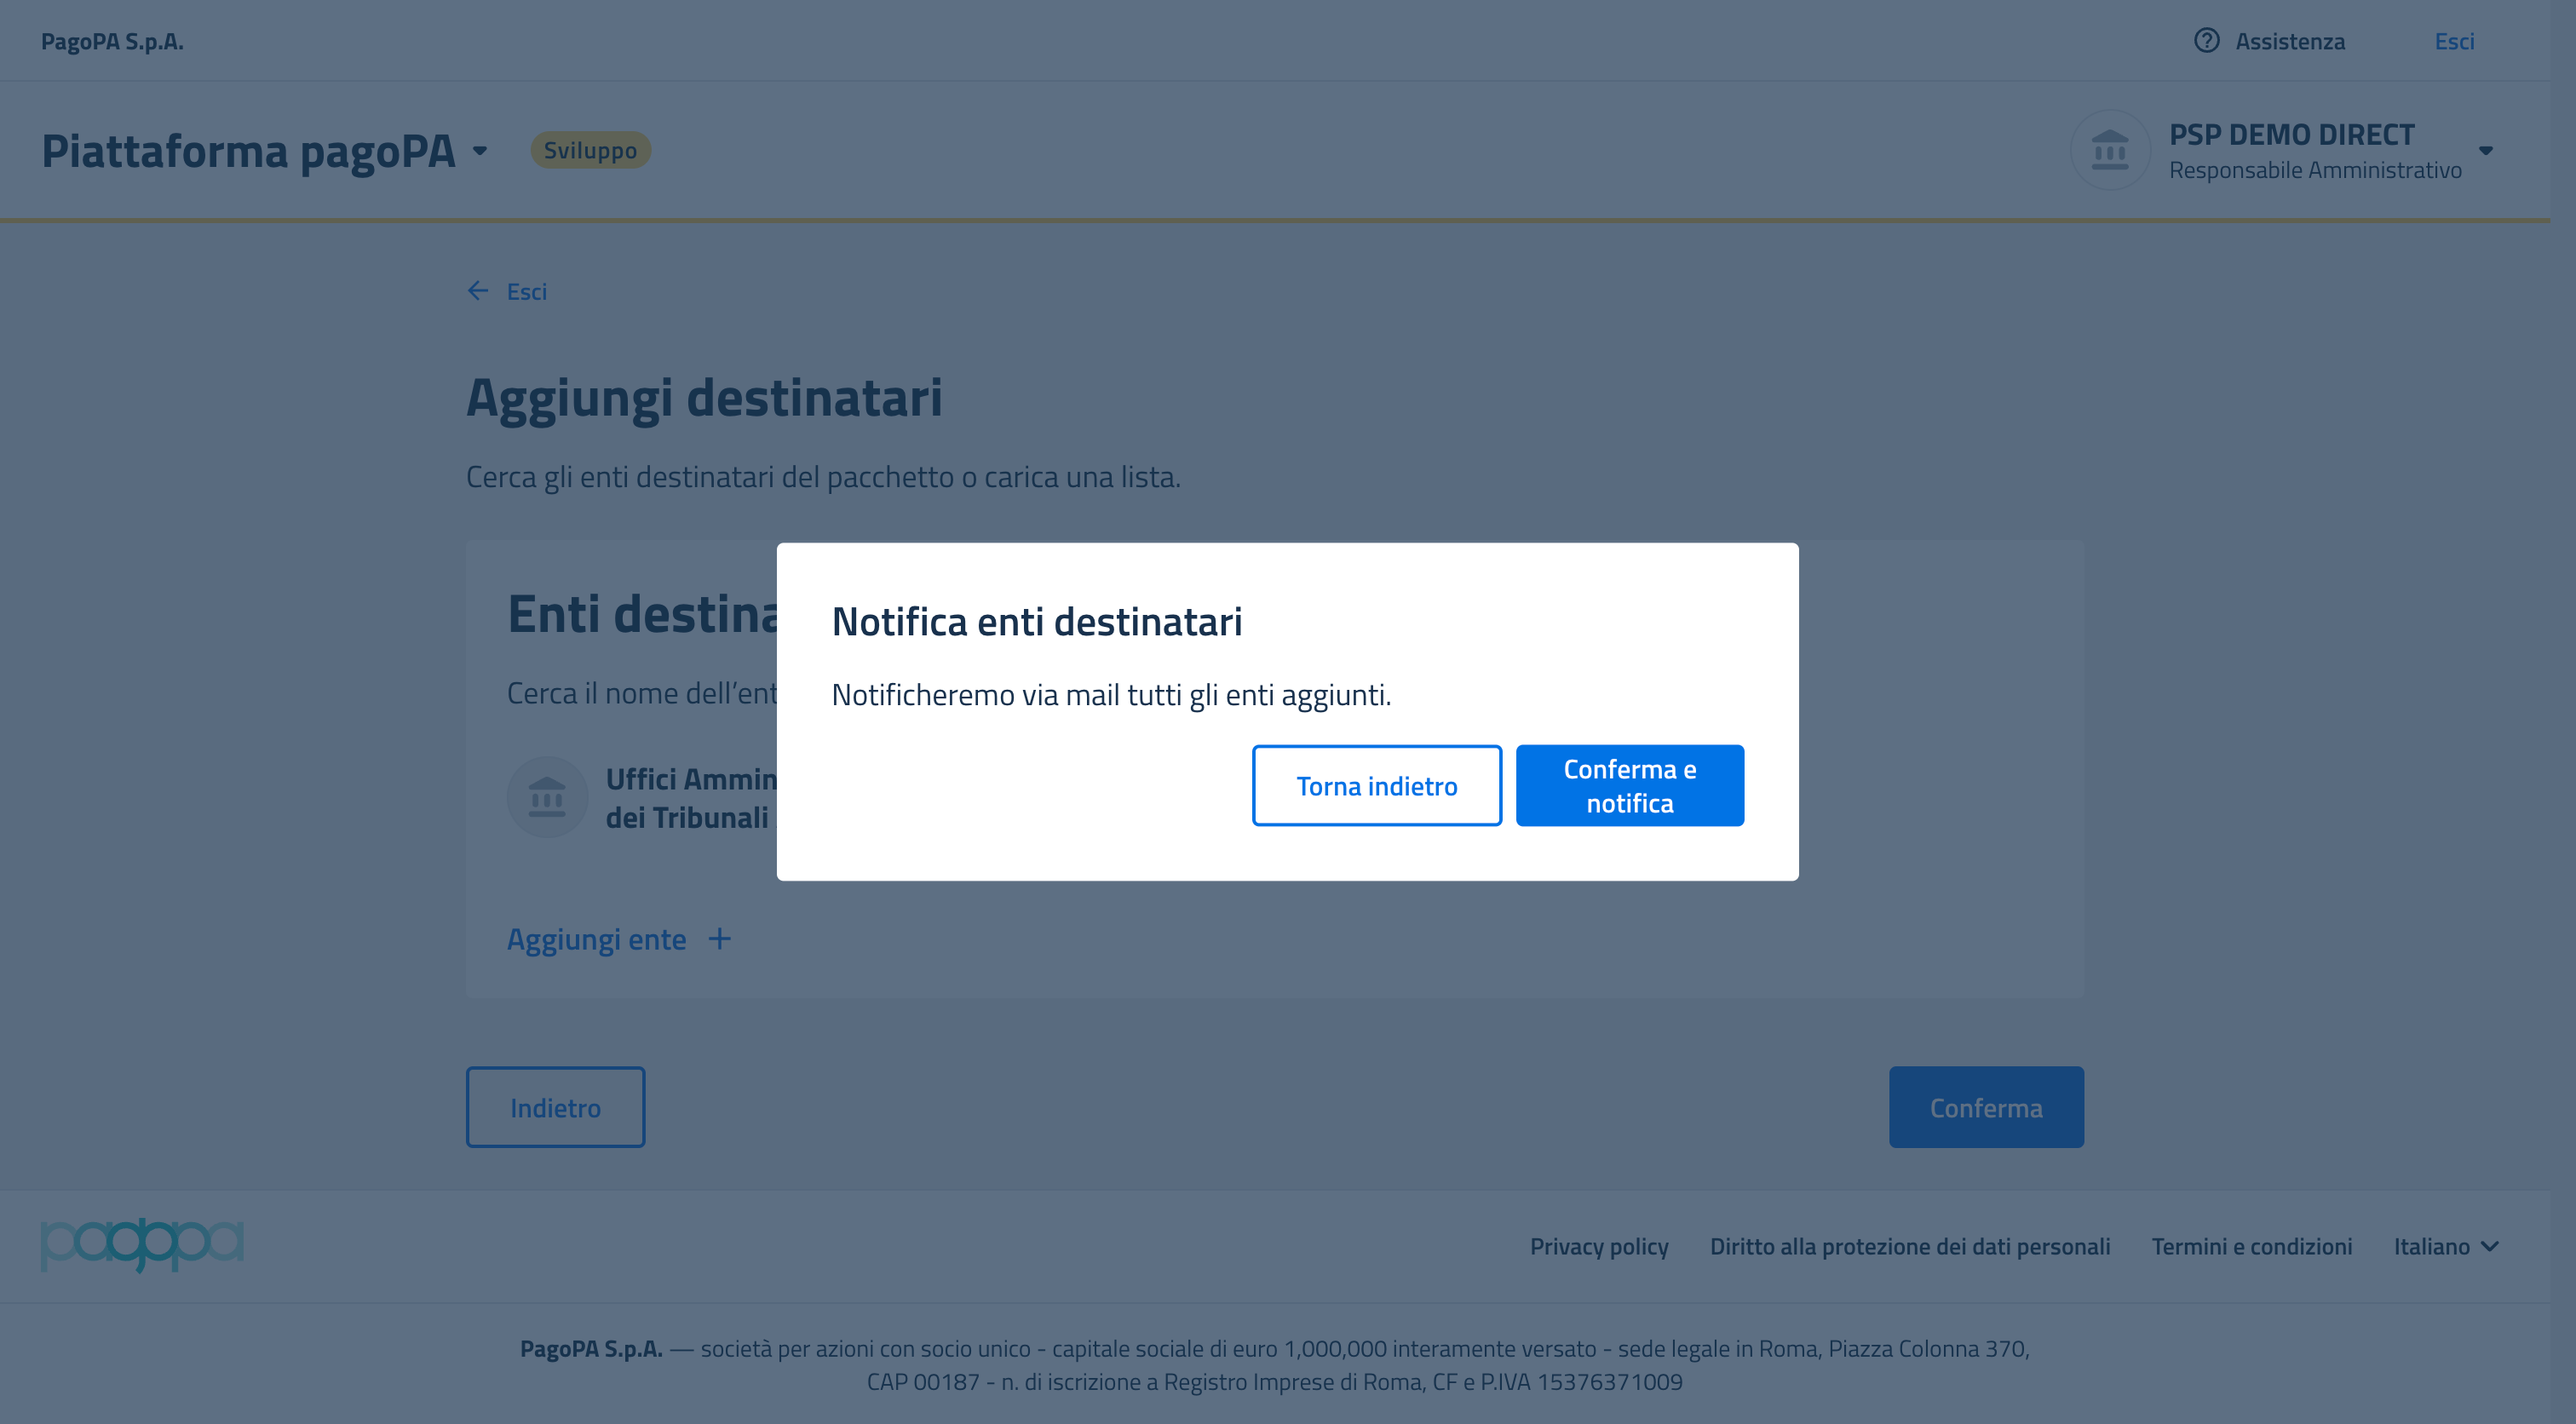 PagoPA S.p.A.
Assistenza
Esci
Piattaforma pagoPA
Sviluppo
PSP DEMO DIRECT
Responsabile Amministrativo
Esci
Aggiungi destinatari
Cerca gli enti destinatari del pacchetto o carica una lista.
Enti destina
Cerca il nome dell'ent
Uffici Ammin
dei Tribunali
Aggiungi ente
Notifica enti destinatari
Notificheremo via mail tutti gli enti aggiunti.
Torna indietro
Conferma e
notifica
Indietro
Conferma
pagopa
Privacy policy
Diritto alla protezione dei dati personali
Termini e condizioni
Italiano
PagoPA S.p.A. — società per azioni con socio unico - capitale sociale di euro 1,000,000 interamente versato - sede legale in Roma, Piazza Colonna 370,
CAP 00187 - n. di iscrizione a Registro Imprese di Roma, CF e P.IVA 15376371009